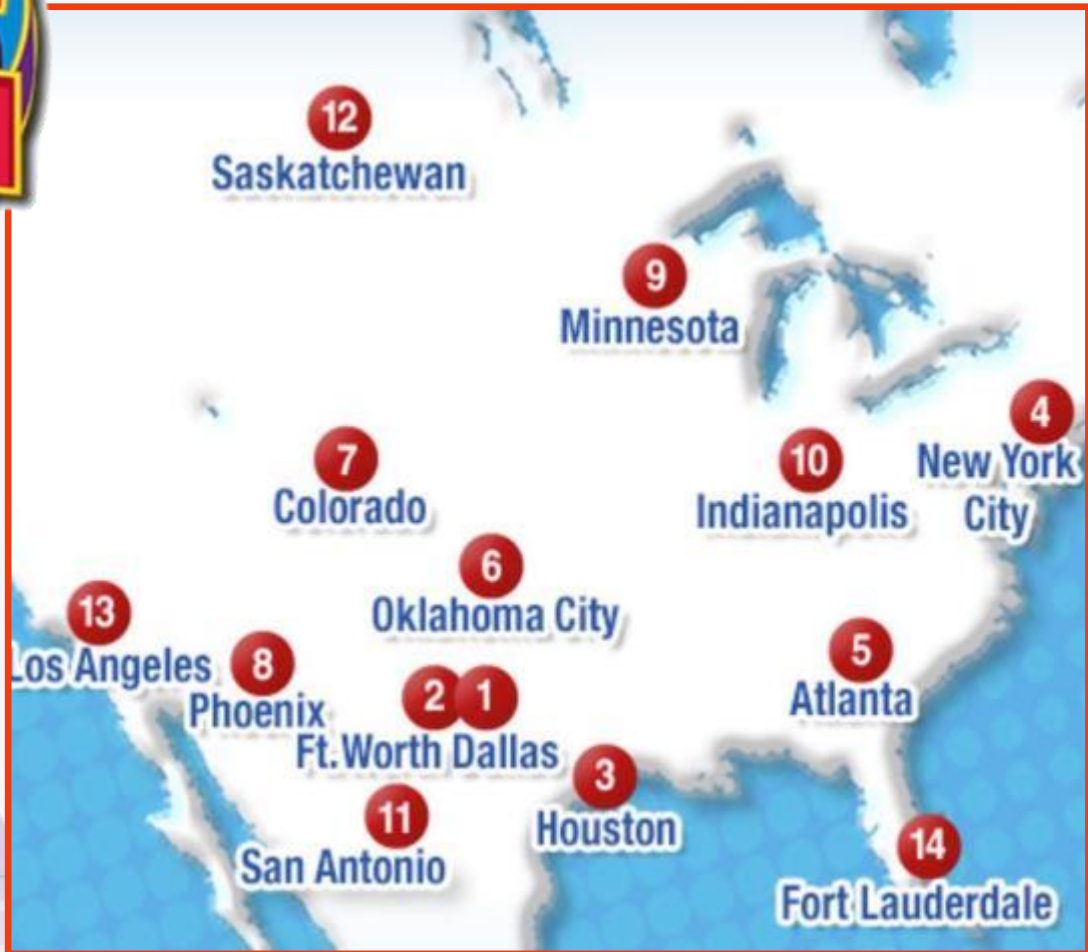 12
Saskatchewan
9
Minnesota
4
New York
City
7
Colorado
10
Indianapolis
6
Oklahoma City
13
Los Angeles
8
Phoenix
5
Atlanta
2 1
Ft.Worth Dallas
3
Houston
11
San Antonio
14
Fort Lauderdale